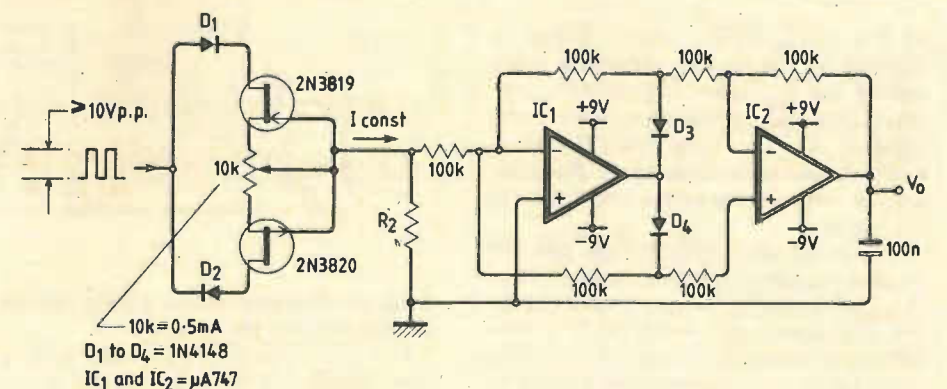 D1
2N3819
≥10Vp.p.
I const
10k
100k
R2
2N3820
D2
10k = 0·5mA
D1 to D4 = 1N4148
IC1 and IC2 = µA747
100k
100k
100k
IC1
+9V
D3
IC2
+9V
−
+
−
+
D4
−9V
−9V
Vo
100n
100k
100k